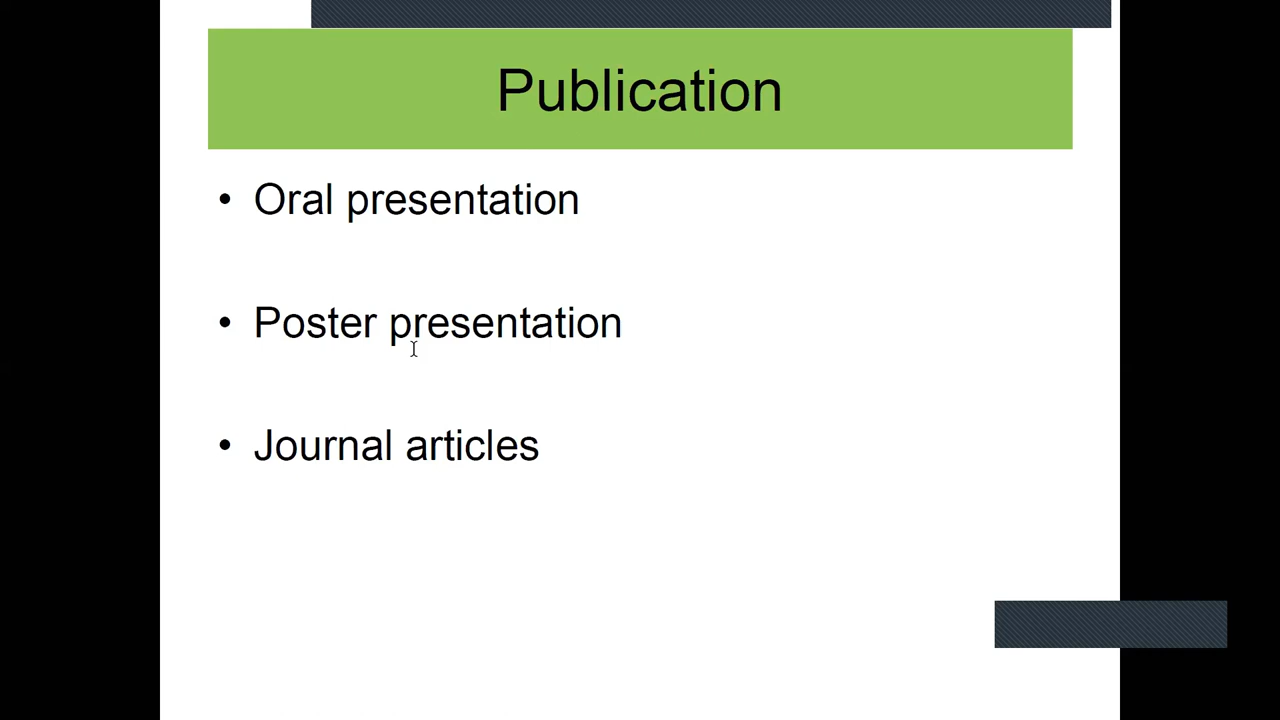 Publication
• Oral presentation
• Poster presentation
• Journal articles